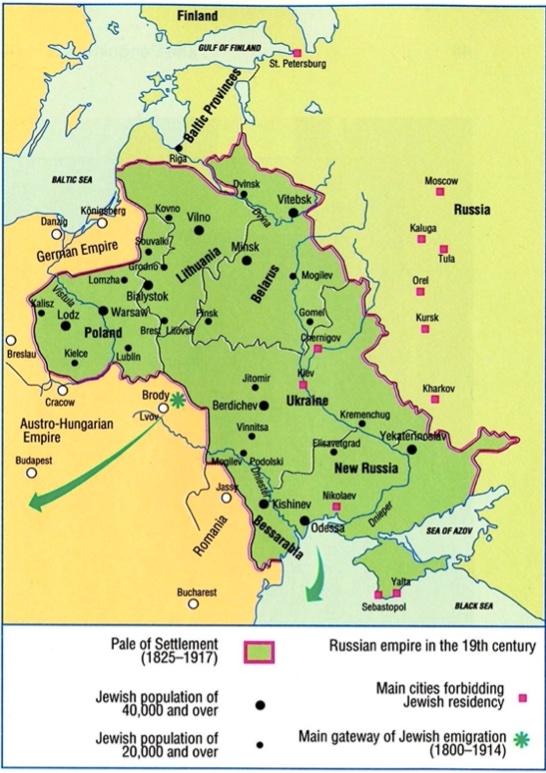 Finland
GULF OF FINLAND
St. Petersburg
Baltic Provinces
Riga
BALTIC SEA
Dvinsk
Vitebsk
Dvina
Moscow
Russia
Kaluga
Tula
Orel
Kursk
Kharkov
Königsberg
Danzig
German Empire
Kovno
Vilno
Souvalki
Grodno
Lithuania
Minsk
Belarus
Mogilev
Lomzha
Bialystok
Vistula
Kalisz
Lodz
Warsaw
Poland
Brest Litovsk
Pinsk
Gomel
Chernigov
Breslau
Kielce
Lublin
Cracow
Brody
Lvov
Austro-Hungarian
Empire
Budapest
Jitomir
Kiev
Berdichev
Ukraine
Kremenchug
Vinnitsa
Elisavetgrad
Yekaterinoslav
Mogilev Podolski
New Russia
Dniester
Jassy
Kishinev
Nikolaev
Dnieper
Odessa
Bessarabia
Romania
Bucharest
SEA OF AZOV
Yalta
Sebastopol
BLACK SEA
Pale of Settlement
(1825–1917)
Russian empire in the 19th century
Jewish population of
40,000 and over
Main cities forbidding
Jewish residency
Jewish population of
20,000 and over
Main gateway of Jewish emigration
(1800–1914)